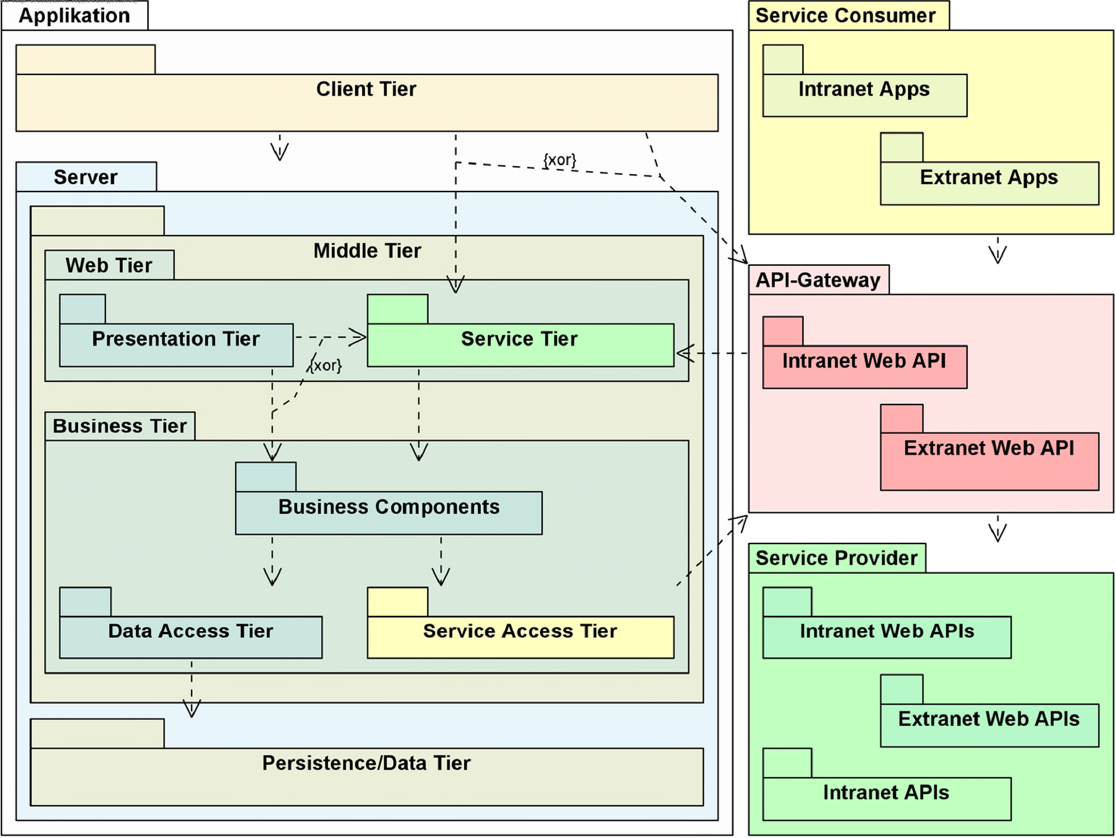 Applikation
Client Tier
{xor}
Server
Middle Tier
Web Tier
Presentation Tier
Service Tier
{xor}
Business Tier
Business Components
Data Access Tier
Service Access Tier
Persistence/Data Tier
Service Consumer
Intranet Apps
Extranet Apps
API-Gateway
Intranet Web API
Extranet Web API
Service Provider
Intranet Web APIs
Extranet Web APIs
Intranet APIs